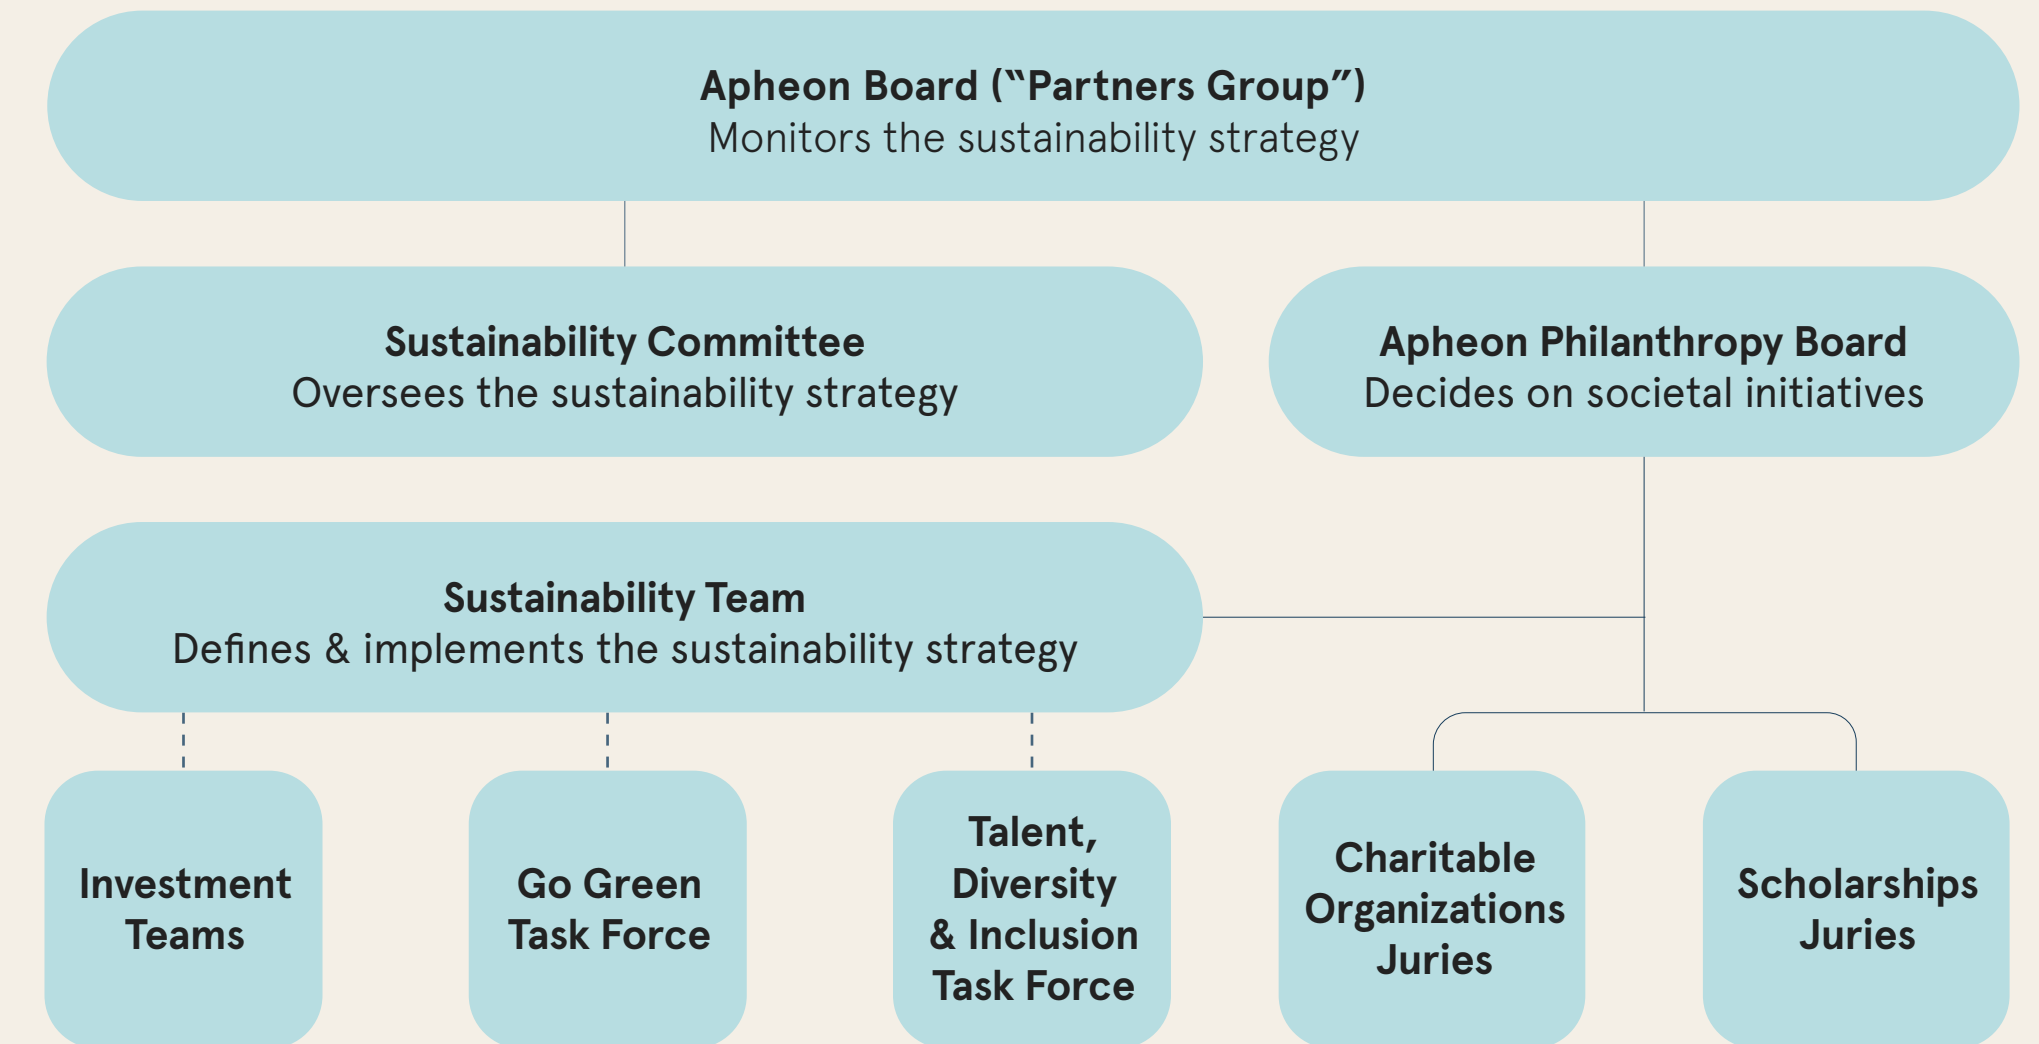 Apheon Board (“Partners Group”)
Monitors the sustainability strategy
Sustainability Committee
Oversees the sustainability strategy
Apheon Philanthropy Board
Decides on societal initiatives
Sustainability Team
Defines & implements the sustainability strategy
Investment
Teams
Go Green
Task Force
Talent,
Diversity
& Inclusion
Task Force
Charitable
Organizations
Juries
Scholarships
Juries